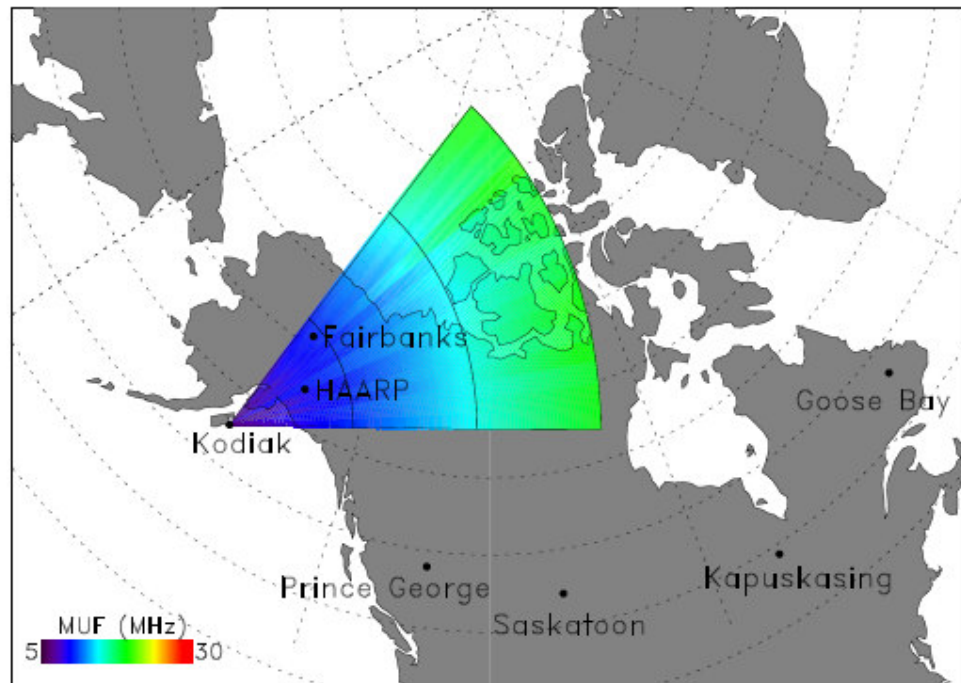 Fairbanks
HAARP
Kodiak
Goose Bay
Prince George
Kapuskasing
Saskatoon
MUF (MHz)
5 30